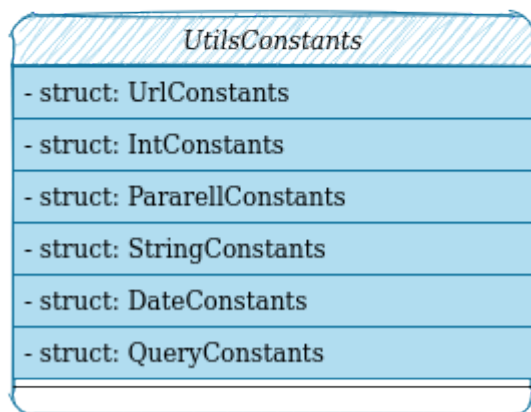 UtilsConstants
- struct: UrlConstants
- struct: IntConstants
- struct: PararellConstants
- struct: StringConstants
- struct: DateConstants
- struct: QueryConstants